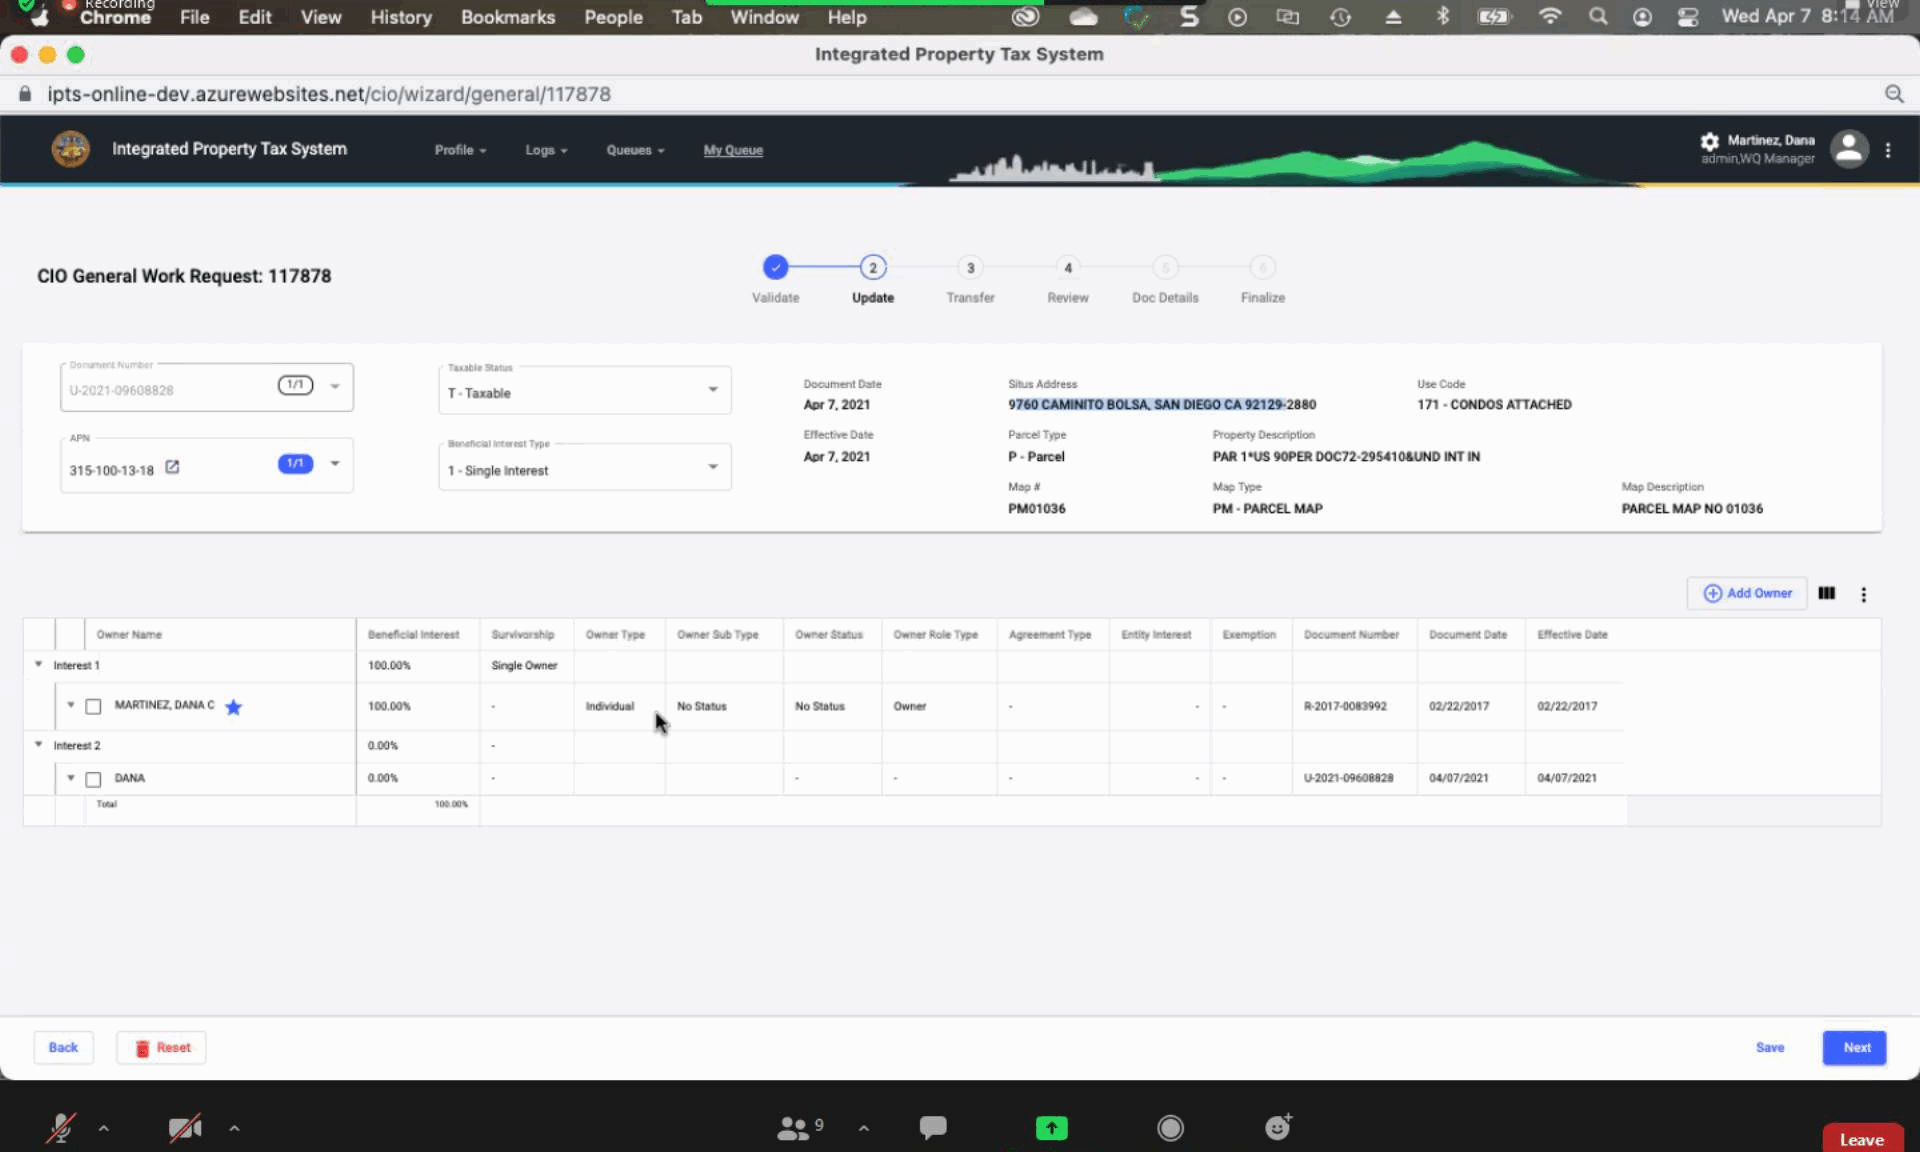 Recording
View
Chrome File Edit View History Bookmarks People Tab Window Help Wed Apr 7 8:14 AM
Integrated Property Tax System
ipts-online-dev.azurewebsites.net/cio/wizard/general/117878
Integrated Property Tax System Profile Logs Queues My Queue Martinez, Dana
admin,WQ Manager
CIO General Work Request: 117878
2 3 4 5 6
Validate Update Transfer Review Doc Details Finalize
Document Number
U-2021-09608828 1/1
Taxable Status
T - Taxable
Document Date
Apr 7, 2021
Situs Address
9760 CAMINITO BOLSA, SAN DIEGO CA 92129-2880
Use Code
171 - CONDOS ATTACHED
APN
315-100-13-18 1/1
Beneficial Interest Type
1 - Single Interest
Effective Date
Apr 7, 2021
Parcel Type
P - Parcel
Property Description
PAR 1*US 90PER DOC72-295410&UND INT IN
Map #
PM01036
Map Type
PM - PARCEL MAP
Map Description
PARCEL MAP NO 01036
Add Owner
Owner Name Beneficial Interest Survivorship Owner Type Owner Sub Type Owner Status Owner Role Type Agreement Type Entity Interest Exemption Document Number Document Date Effective Date
Interest 1 100.00% Single Owner
MARTINEZ, DANA C 100.00% - Individual No Status No Status Owner - - - R-2017-0083992 02/22/2017 02/22/2017
Interest 2 0.00% -
DANA 0.00% - - - - - - U-2021-09608828 04/07/2021 04/07/2021
Total 100.00%
Back Reset Save Next
9
Leave